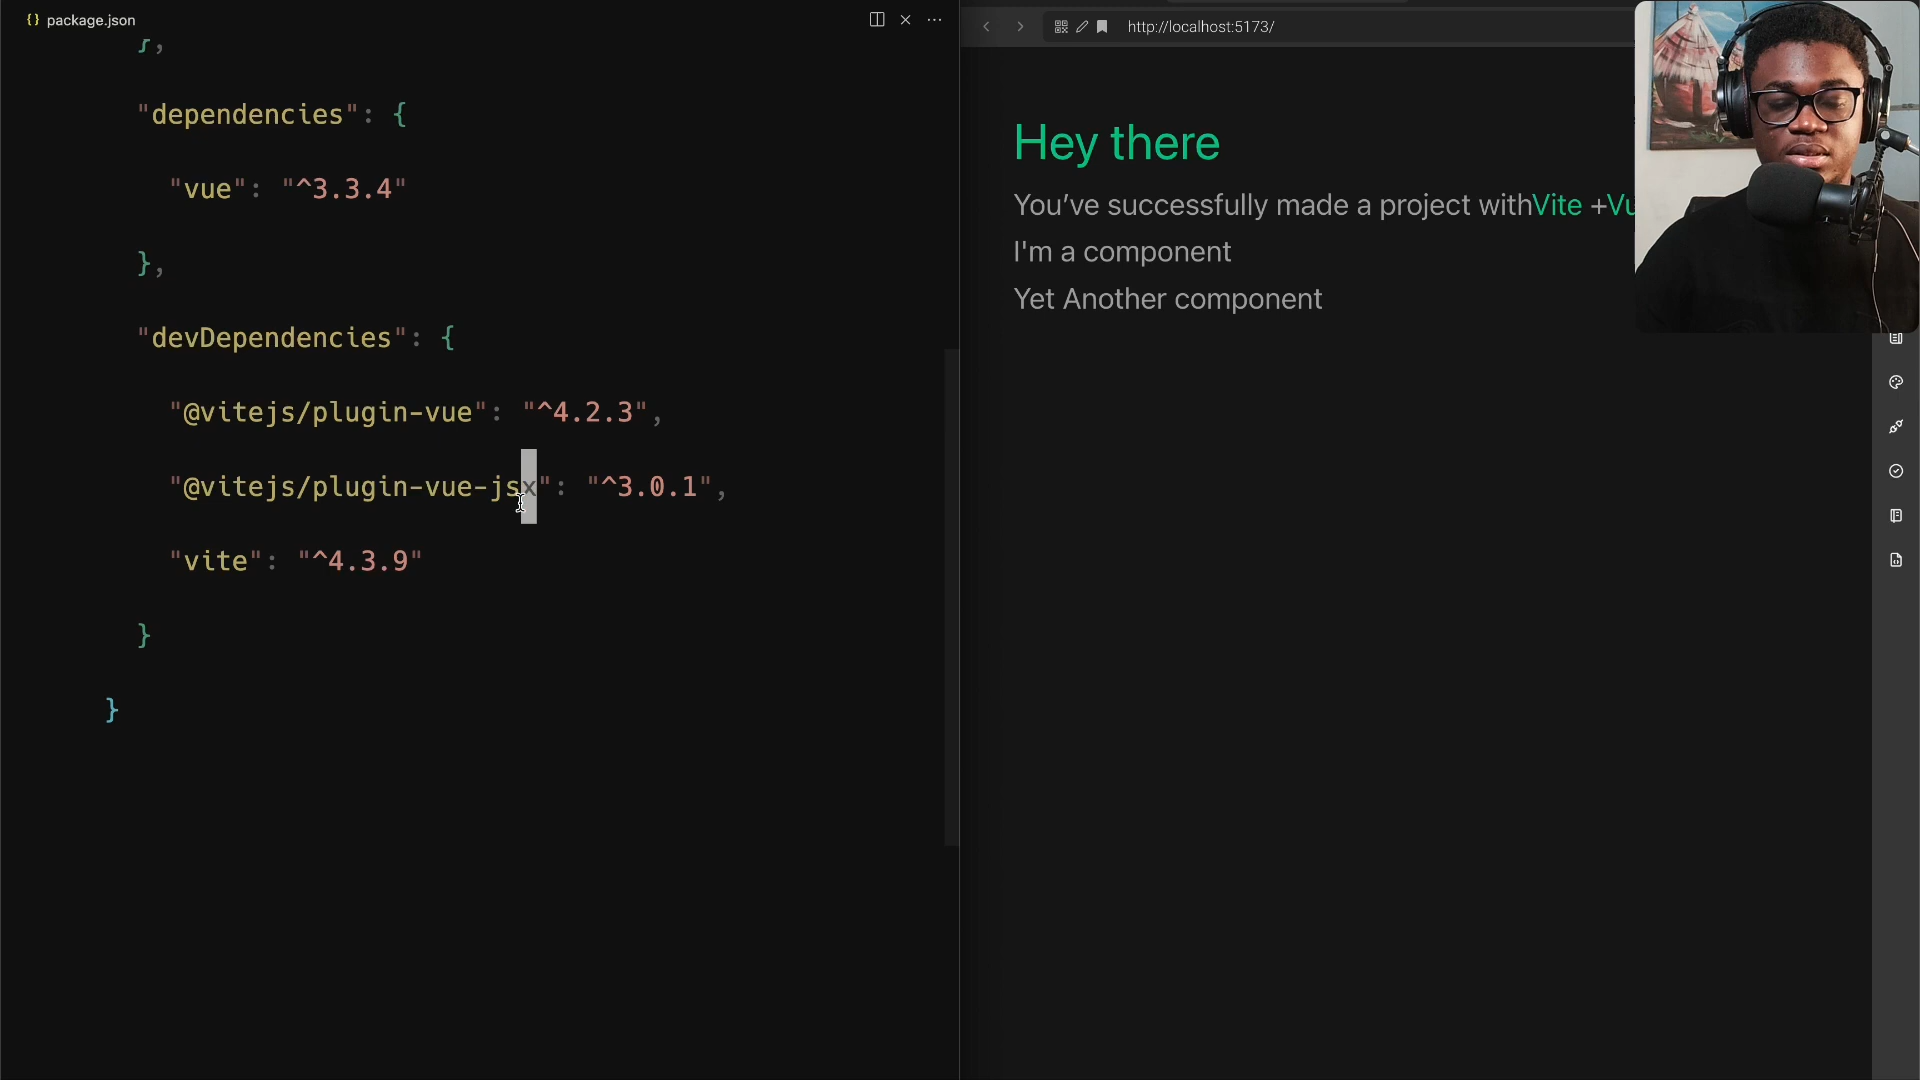 {} package.json
},
"dependencies": {
"vue": "^3.3.4"
},
"devDependencies": {
"@vitejs/plugin-vue": "^4.2.3",
"@vitejs/plugin-vue-jsx": "^3.0.1",
"vite": "^4.3.9"
}
}
http://localhost:5173/
Hey there
You’ve successfully made a project withVite +Vu
I'm a component
Yet Another component